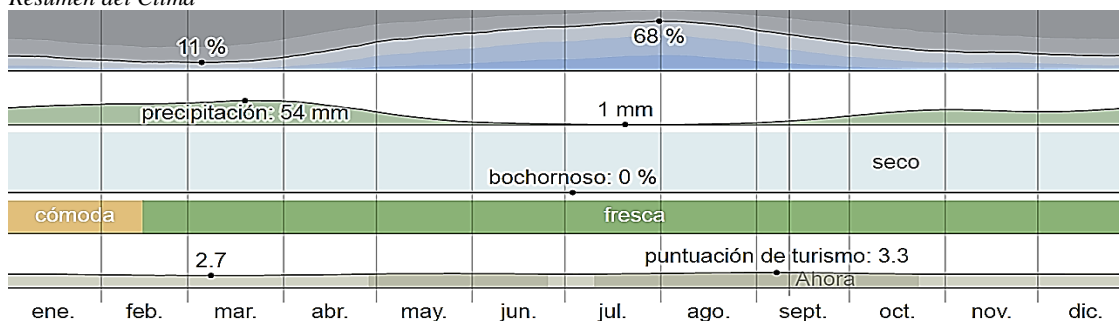 Resumen del Clima
11 %
68 %
precipitación: 54 mm
1 mm
seco
bochornoso: 0 %
cómoda
fresca
2.7
puntuación de turismo: 3.3
Ahora
ene. feb. mar. abr. may. jun. jul. ago. sept. oct. nov. dic.